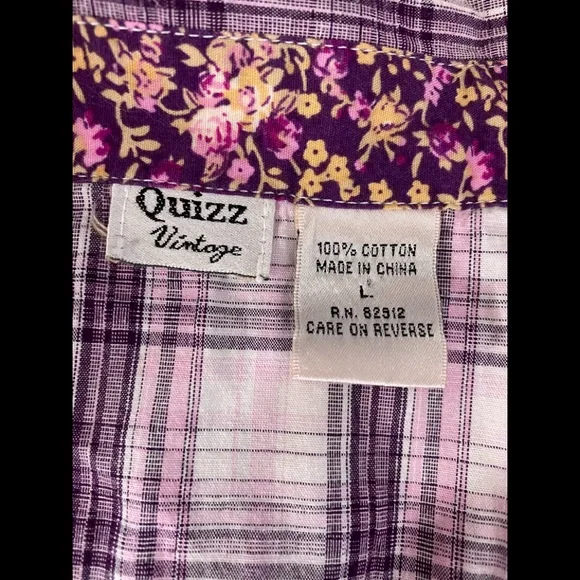 Quizz
Vintage
100% COTTON
MADE IN CHINA
L.
R.N. 82912
CARE ON REVERSE